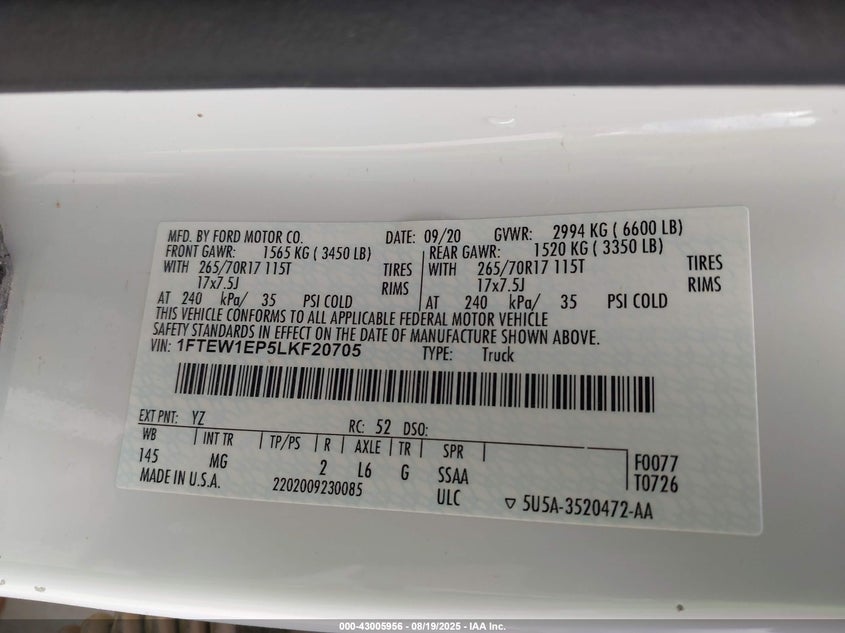 MFD. BY FORD MOTOR CO. DATE: 09/20 GVWR: 2994 KG ( 6600 LB)
FRONT GAWR: 1565 KG ( 3450 LB) REAR GAWR: 1520 KG ( 3350 LB)
WITH 265/70R17 115T TIRES WITH 265/70R17 115T TIRES
17x7.5J RIMS 17x7.5J RIMS
AT 240 kPa/ 35 PSI COLD AT 240 kPa/ 35 PSI COLD
THIS VEHICLE CONFORMS TO ALL APPLICABLE FEDERAL MOTOR VEHICLE
SAFETY STANDARDS IN EFFECT ON THE DATE OF MANUFACTURE SHOWN ABOVE.
VIN: 1FTEW1EP5LKF20705 TYPE: Truck
EXT PNT: YZ RC: 52 DSO:
WB INT TR TP/PS R AXLE TR SPR
145 MG 2 L6 G SSAA F0077
MADE IN U.S.A. 2202009230085 ULC T0726
▽ 5U5A-3520472-AA
000-43005956 - 08/19/2025 - IAA Inc.